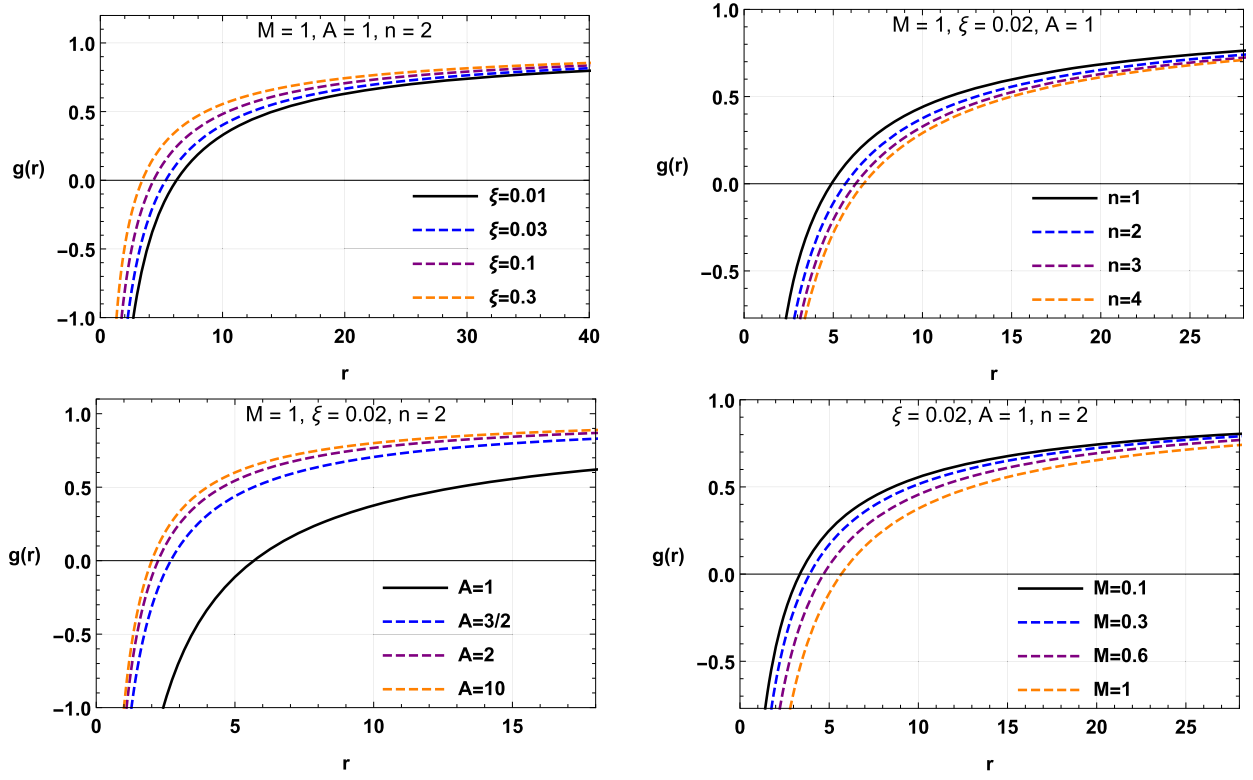 M = 1, A = 1, n = 2
1.0
0.5
g(r)
0.0
−0.5
−1.0
ξ=0.01
ξ=0.03
ξ=0.1
ξ=0.3
0 10 20 30 40
r
M = 1, ξ = 0.02, A = 1
1.0
0.5
g(r)
0.0
−0.5
n=1
n=2
n=3
n=4
0 5 10 15 20 25
r
M = 1, ξ = 0.02, n = 2
1.0
0.5
g(r)
0.0
−0.5
−1.0
A=1
A=3/2
A=2
A=10
0 5 10 15
r
ξ = 0.02, A = 1, n = 2
1.0
0.5
g(r)
0.0
−0.5
M=0.1
M=0.3
M=0.6
M=1
0 5 10 15 20 25
r